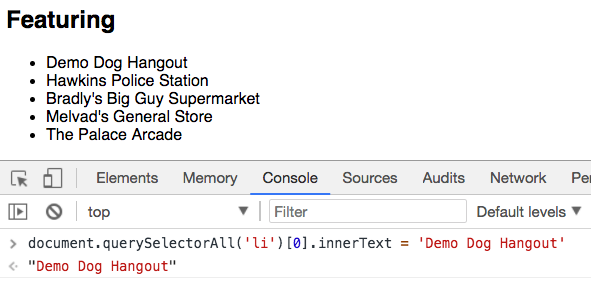 Featuring
• Demo Dog Hangout
• Hawkins Police Station
• Bradly's Big Guy Supermarket
• Melvad's General Store
• The Palace Arcade
Elements Memory Console Sources Audits Network Pe
top Filter Default levels
document.querySelectorAll('li')[0].innerText = 'Demo Dog Hangout'
"Demo Dog Hangout"